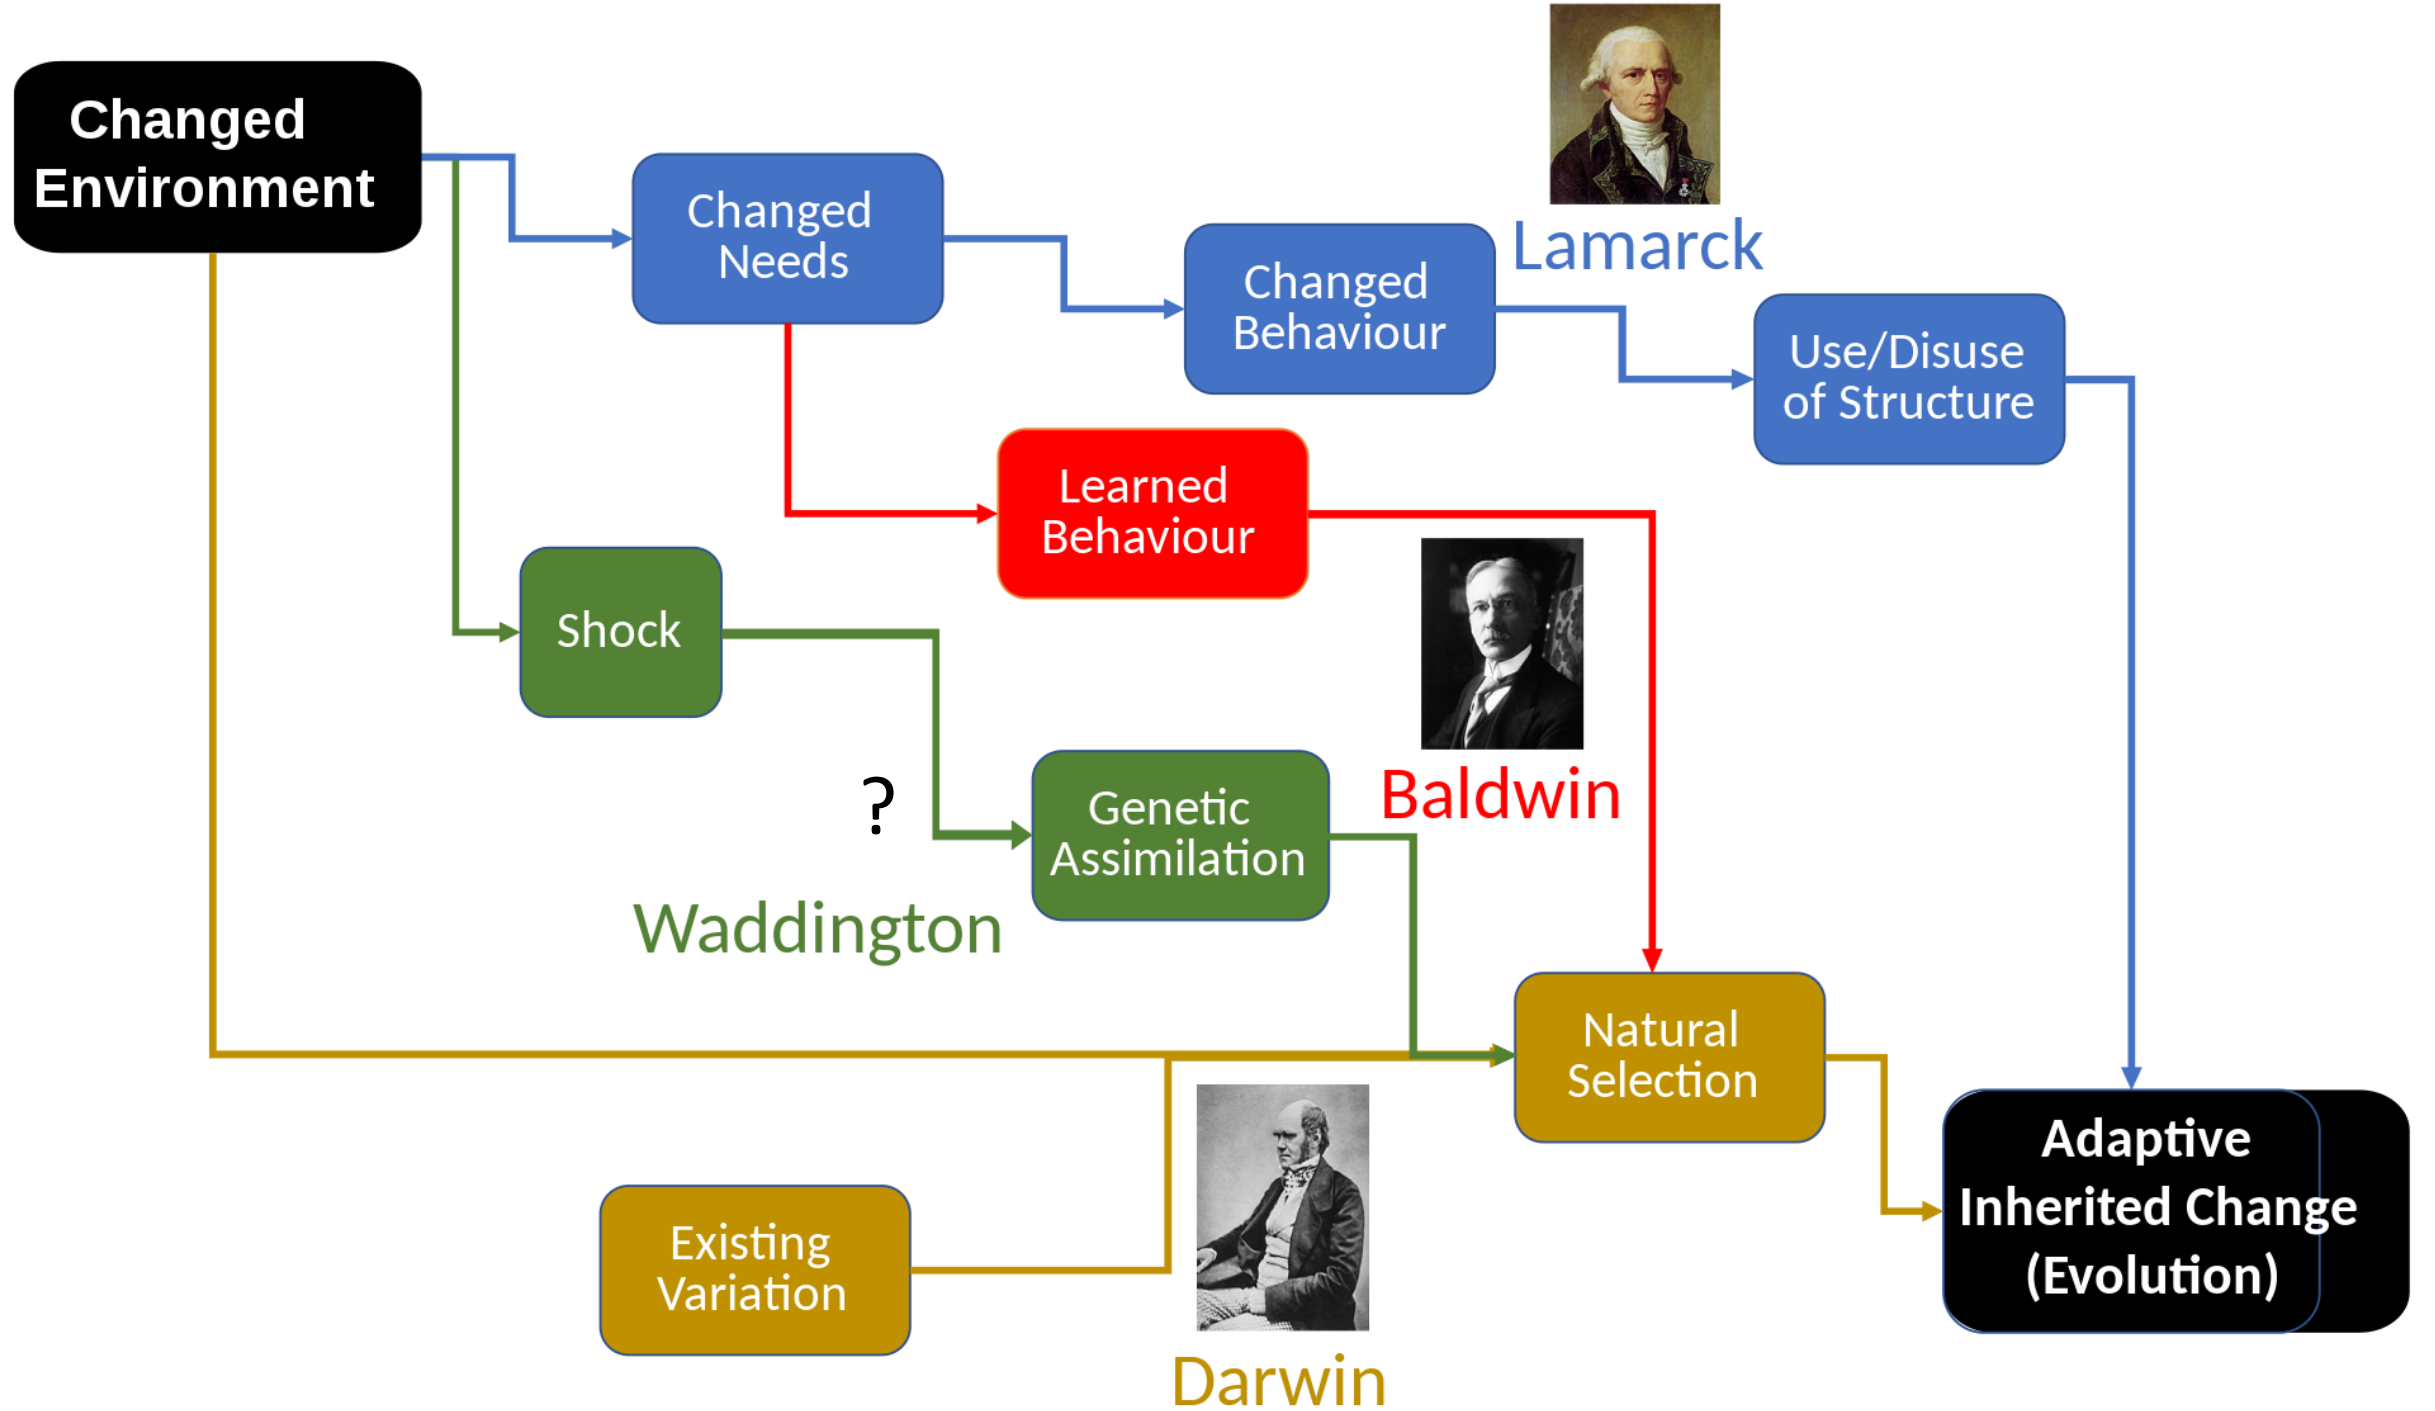 Changed
Environment
Changed
Needs
Changed
Behaviour
Lamarck
Use/Disuse
of Structure
Learned
Behaviour
Shock
Baldwin
?
Genetic
Assimilation
Waddington
Natural
Selection
Adaptive
Inherited Change
(Evolution)
Existing
Variation
Darwin